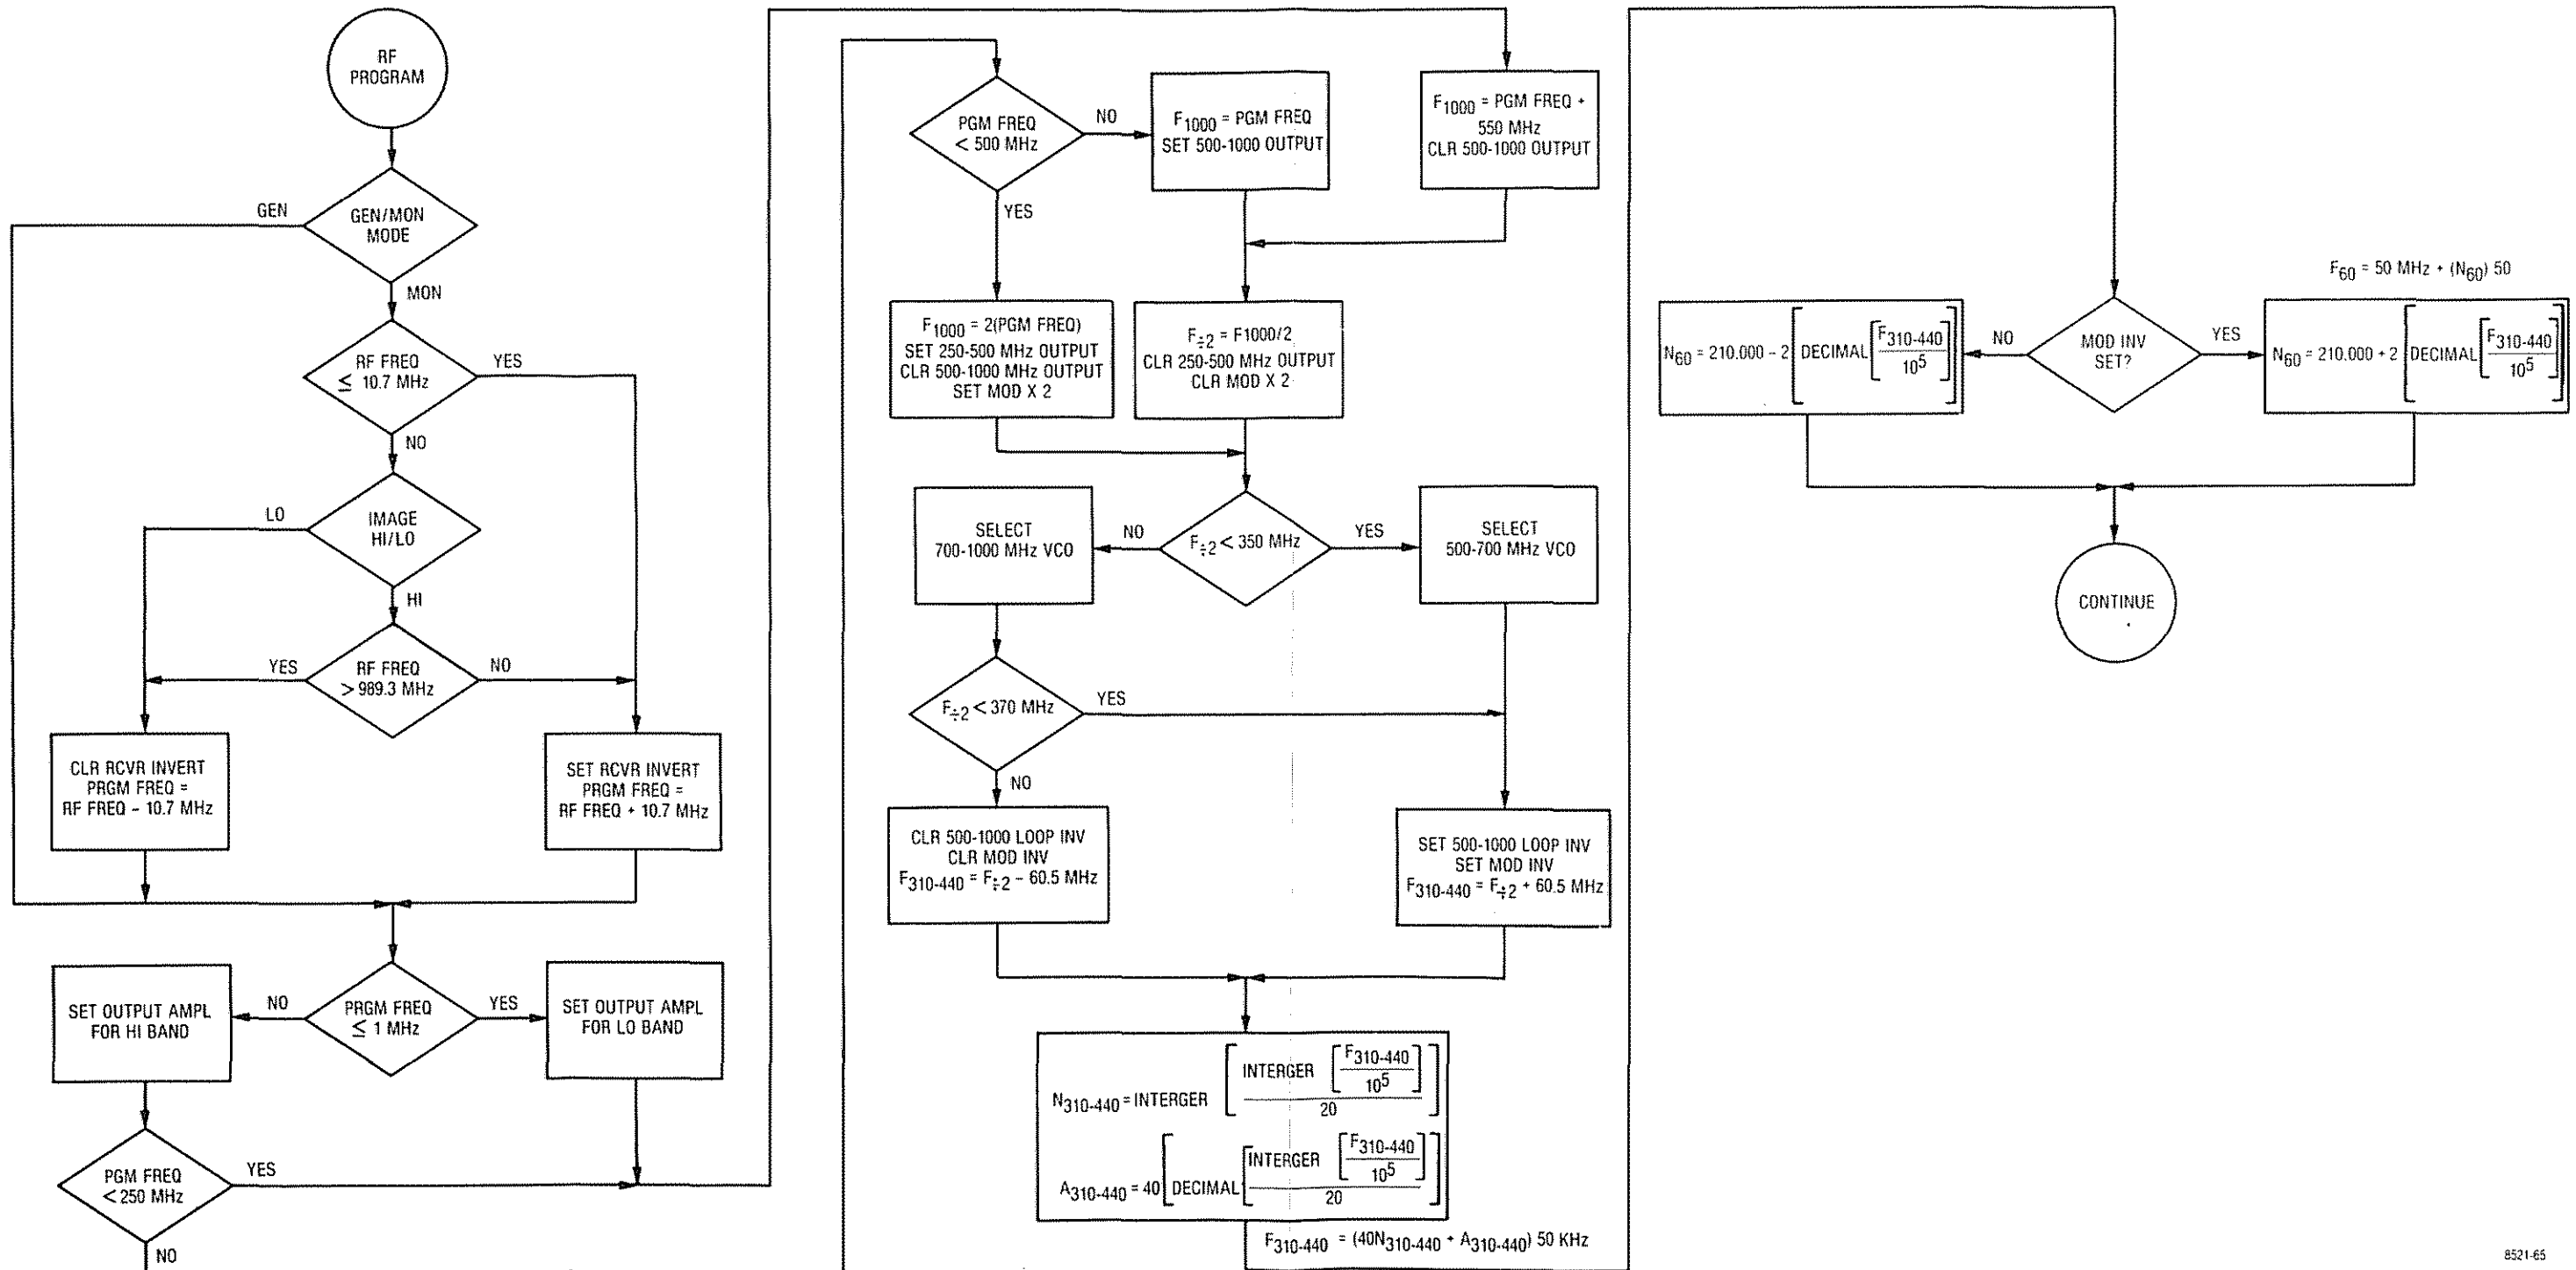 RF
PROGRAM
GEN/MON
MODE
GEN
MON
RF FREQ
≤ 10.7 MHz
YES
NO
IMAGE
HI/LO
LO
HI
RF FREQ
> 989.3 MHz
YES
NO
CLR RCVR INVERT
PRGM FREQ =
RF FREQ - 10.7 MHz
SET RCVR INVERT
PRGM FREQ =
RF FREQ + 10.7 MHz
PRGM FREQ
≤ 1 MHz
NO
YES
SET OUTPUT AMPL
FOR HI BAND
SET OUTPUT AMPL
FOR LO BAND
PGM FREQ
< 250 MHz
YES
NO
PGM FREQ
< 500 MHz
NO
YES
F1000 = PGM FREQ
SET 500-1000 OUTPUT
F1000 = PGM FREQ +
550 MHz
CLR 500-1000 OUTPUT
F1000 = 2(PGM FREQ)
SET 250-500 MHz OUTPUT
CLR 500-1000 MHz OUTPUT
SET MOD X 2
F÷2 = F1000/2
CLR 250-500 MHz OUTPUT
CLR MOD X 2
F÷2 < 350 MHz
NO
YES
SELECT
700-1000 MHz VCO
SELECT
500-700 MHz VCO
F÷2 < 370 MHz
YES
NO
CLR 500-1000 LOOP INV
CLR MOD INV
F310-440 = F÷2 - 60.5 MHz
SET 500-1000 LOOP INV
SET MOD INV
F310-440 = F÷2 + 60.5 MHz
N310-440 = INTERGER [INTERGER [F310-440 / 10^5] / 20]
A310-440 = 40 [DECIMAL [INTERGER [F310-440 / 10^5] / 20]]
F310-440 = (40N310-440 + A310-440) 50 KHz
MOD INV
SET?
NO
YES
N60 = 210.000 - 2 [DECIMAL [F310-440 / 10^5]]
F60 = 50 MHz + (N60) 50
N60 = 210.000 + 2 [DECIMAL [F310-440 / 10^5]]
CONTINUE
8521-65